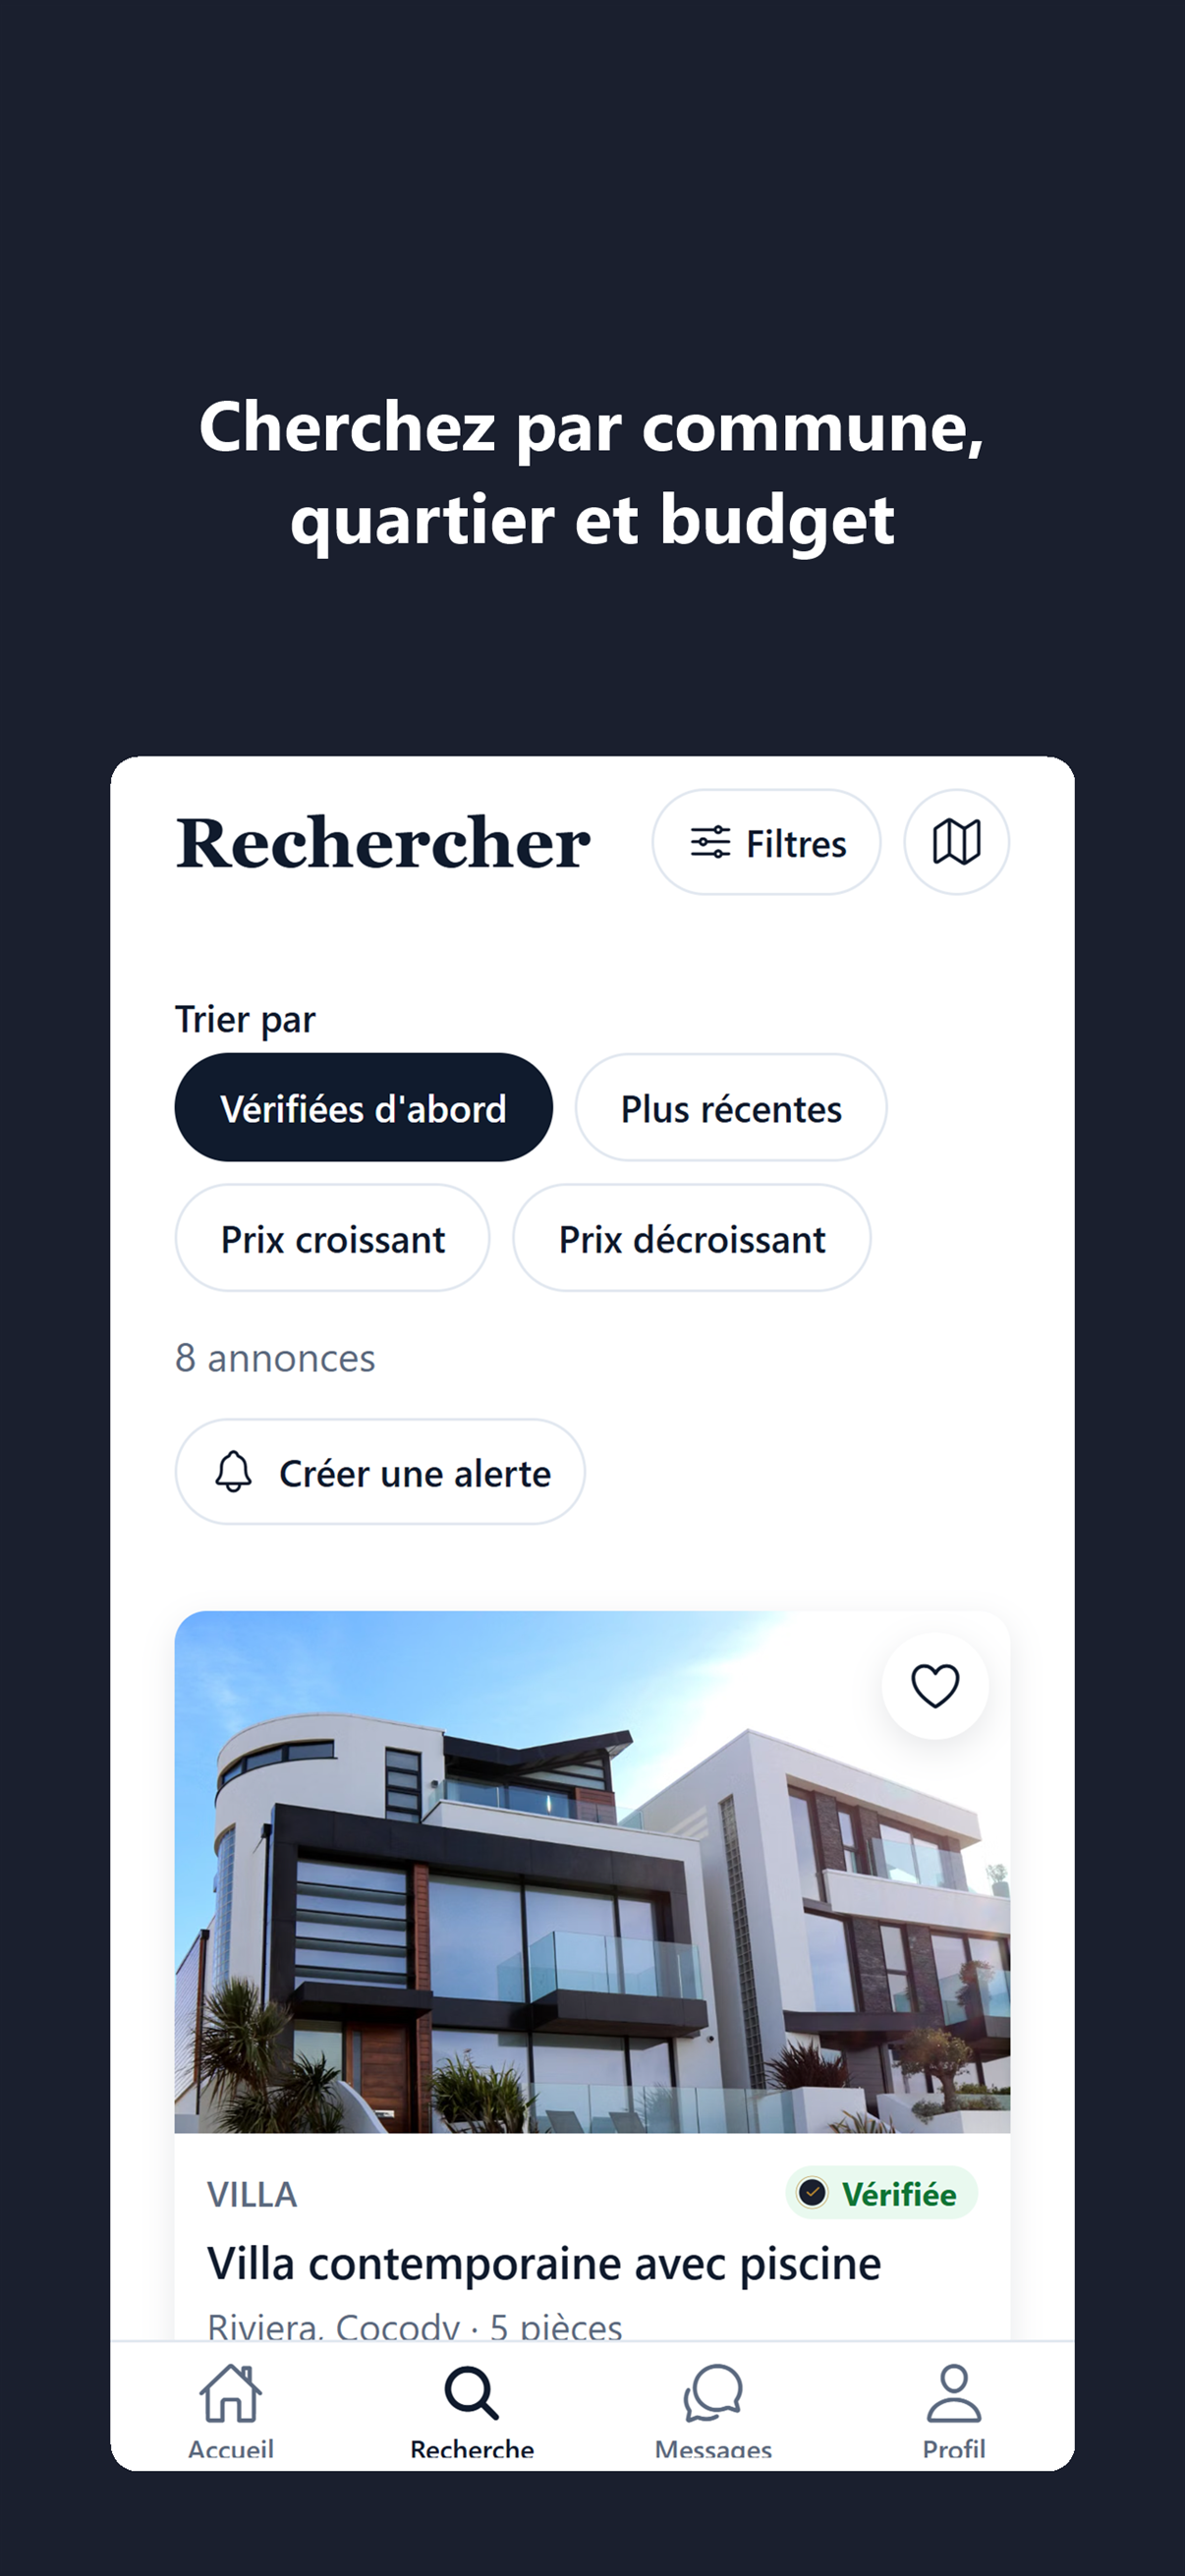 Cherchez par commune,
quartier et budget
Rechercher
Filtres
Trier par
Vérifiées d'abord
Plus récentes
Prix croissant
Prix décroissant
8 annonces
Créer une alerte
VILLA
Vérifiée
Villa contemporaine avec piscine
Riviera, Cocody · 5 pièces
Accueil
Recherche
Messages
Profil